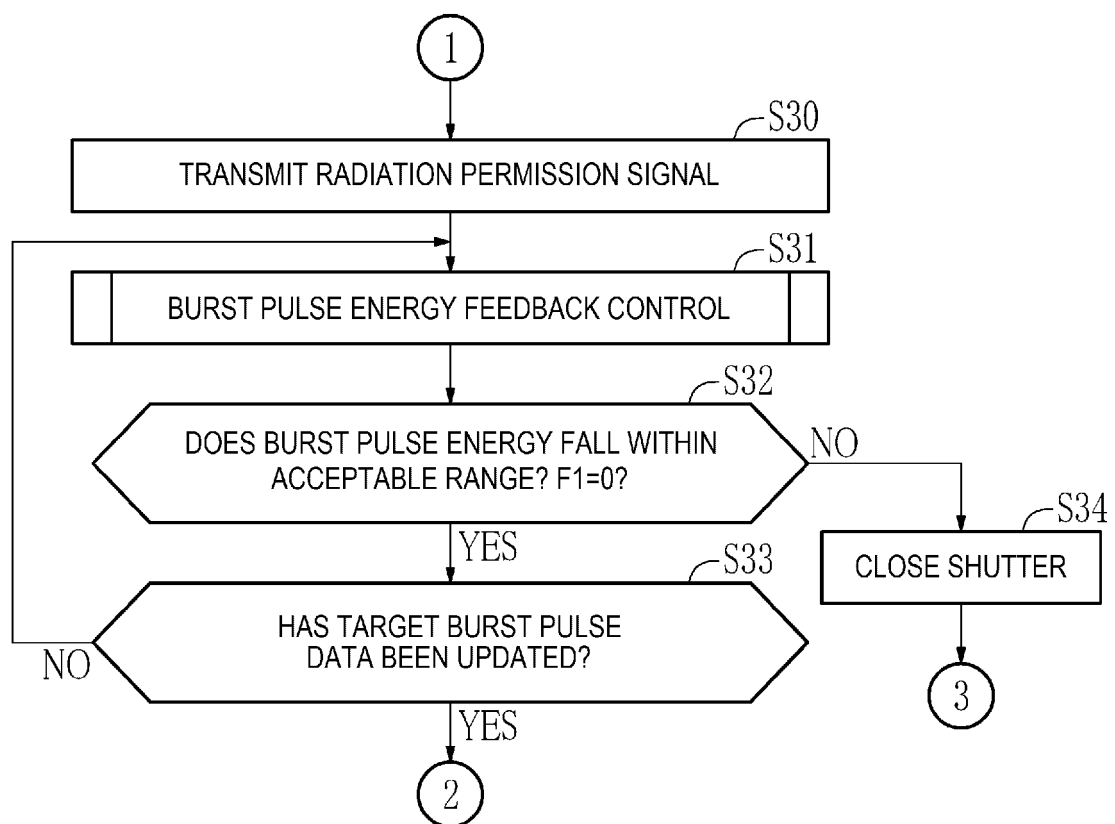 1
S30
TRANSMIT RADIATION PERMISSION SIGNAL
S31
BURST PULSE ENERGY FEEDBACK CONTROL
S32
DOES BURST PULSE ENERGY FALL WITHIN
ACCEPTABLE RANGE? F1=0?
NO
YES
S34
CLOSE SHUTTER
3
S33
HAS TARGET BURST PULSE
DATA BEEN UPDATED?
NO
YES
2